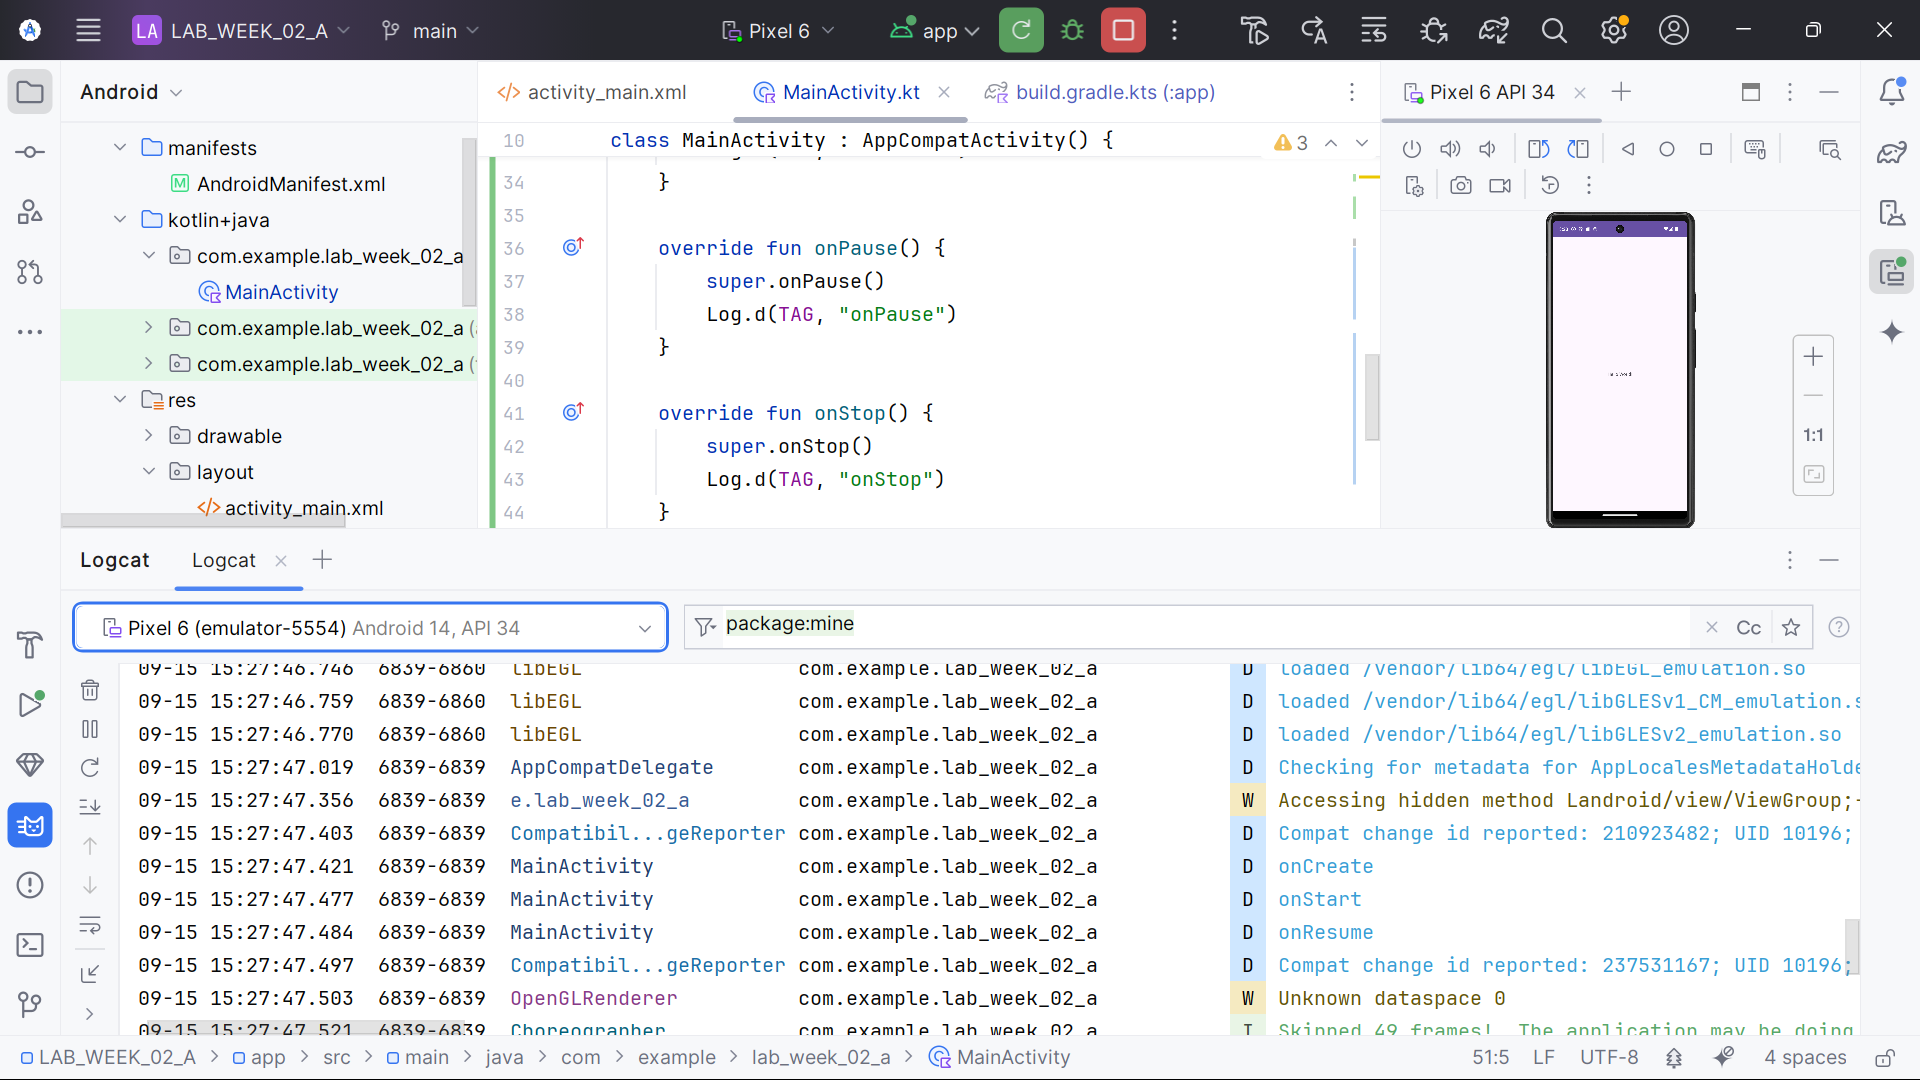 LA LAB_WEEK_02_A main Pixel 6 app
Android
activity_main.xml MainActivity.kt build.gradle.kts (:app)
Pixel 6 API 34
manifests
AndroidManifest.xml
kotlin+java
com.example.lab_week_02_a
MainActivity
com.example.lab_week_02_a
com.example.lab_week_02_a
res
drawable
layout
activity_main.xml
10 class MainActivity : AppCompatActivity() {
3
34 }
35
36 override fun onPause() {
37 super.onPause()
38 Log.d(TAG, "onPause")
39 }
40
41 override fun onStop() {
42 super.onStop()
43 Log.d(TAG, "onStop")
44 }
1:1
Logcat Logcat
Pixel 6 (emulator-5554) Android 14, API 34
package:mine
Cc
09-15 15:27:46.746 6839-6860 libEGL com.example.lab_week_02_a D loaded /vendor/lib64/egl/libEGL_emulation.so
09-15 15:27:46.759 6839-6860 libEGL com.example.lab_week_02_a D loaded /vendor/lib64/egl/libGLESv1_CM_emulation.s
09-15 15:27:46.770 6839-6860 libEGL com.example.lab_week_02_a D loaded /vendor/lib64/egl/libGLESv2_emulation.so
09-15 15:27:47.019 6839-6839 AppCompatDelegate com.example.lab_week_02_a D Checking for metadata for AppLocalesMetadataHolde
09-15 15:27:47.356 6839-6839 e.lab_week_02_a com.example.lab_week_02_a W Accessing hidden method Landroid/view/ViewGroup;-
09-15 15:27:47.403 6839-6839 Compatibil...geReporter com.example.lab_week_02_a D Compat change id reported: 210923482; UID 10196;
09-15 15:27:47.421 6839-6839 MainActivity com.example.lab_week_02_a D onCreate
09-15 15:27:47.477 6839-6839 MainActivity com.example.lab_week_02_a D onStart
09-15 15:27:47.484 6839-6839 MainActivity com.example.lab_week_02_a D onResume
09-15 15:27:47.497 6839-6839 Compatibil...geReporter com.example.lab_week_02_a D Compat change id reported: 237531167; UID 10196;
09-15 15:27:47.503 6839-6839 OpenGLRenderer com.example.lab_week_02_a W Unknown dataspace 0
09-15 15:27:47.521 6839-6839 Choreographer com.example.lab_week_02_a I Skipped 49 frames! The application may be doing
LAB_WEEK_02_A > app > src > main > java > com > example > lab_week_02_a > MainActivity
51:5 LF UTF-8 4 spaces